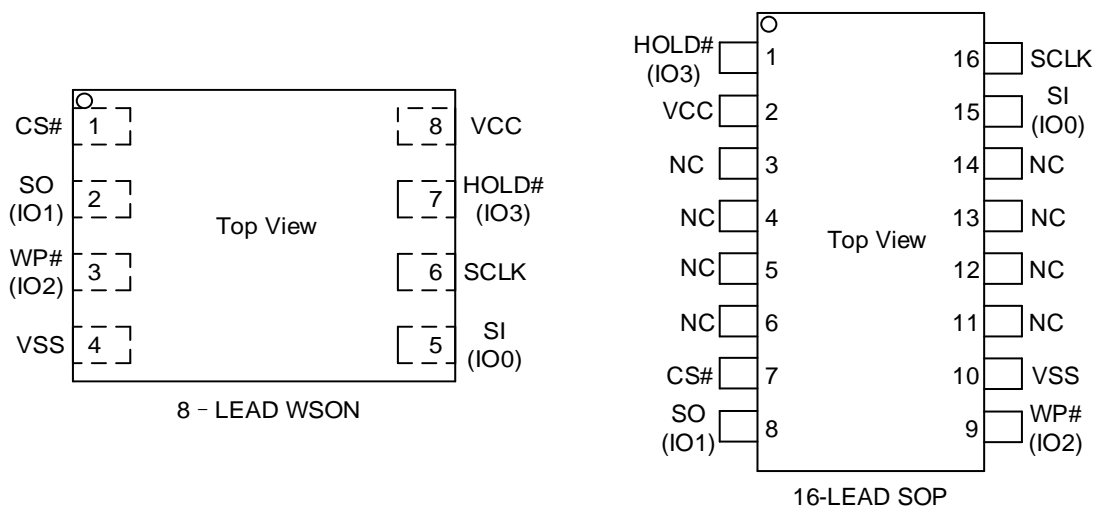 CS# 1
SO
(IO1) 2
WP#
(IO2) 3
VSS 4
Top View
8 VCC
7 HOLD#
(IO3)
6 SCLK
5 SI
(IO0)
8 - LEAD WSON
HOLD#
(IO3) 1
VCC 2
NC 3
NC 4
NC 5
NC 6
CS# 7
SO
(IO1) 8
Top View
16 SCLK
15 SI
(IO0)
14 NC
13 NC
12 NC
11 NC
10 VSS
9 WP#
(IO2)
16-LEAD SOP